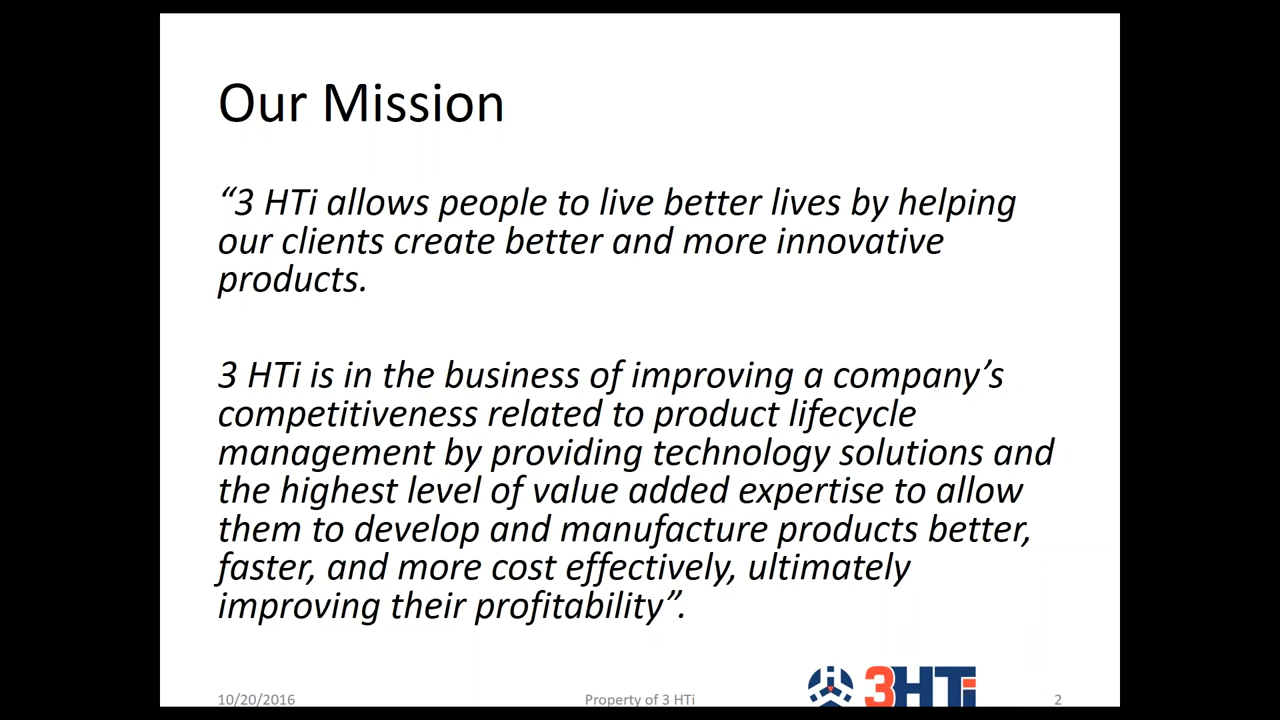 Our Mission
“3 HTi allows people to live better lives by helping
our clients create better and more innovative
products.
3 HTi is in the business of improving a company’s
competitiveness related to product lifecycle
management by providing technology solutions and
the highest level of value added expertise to allow
them to develop and manufacture products better,
faster, and more cost effectively, ultimately
improving their profitability”.
10/20/2016
Property of 3 HTi
3HTi
2